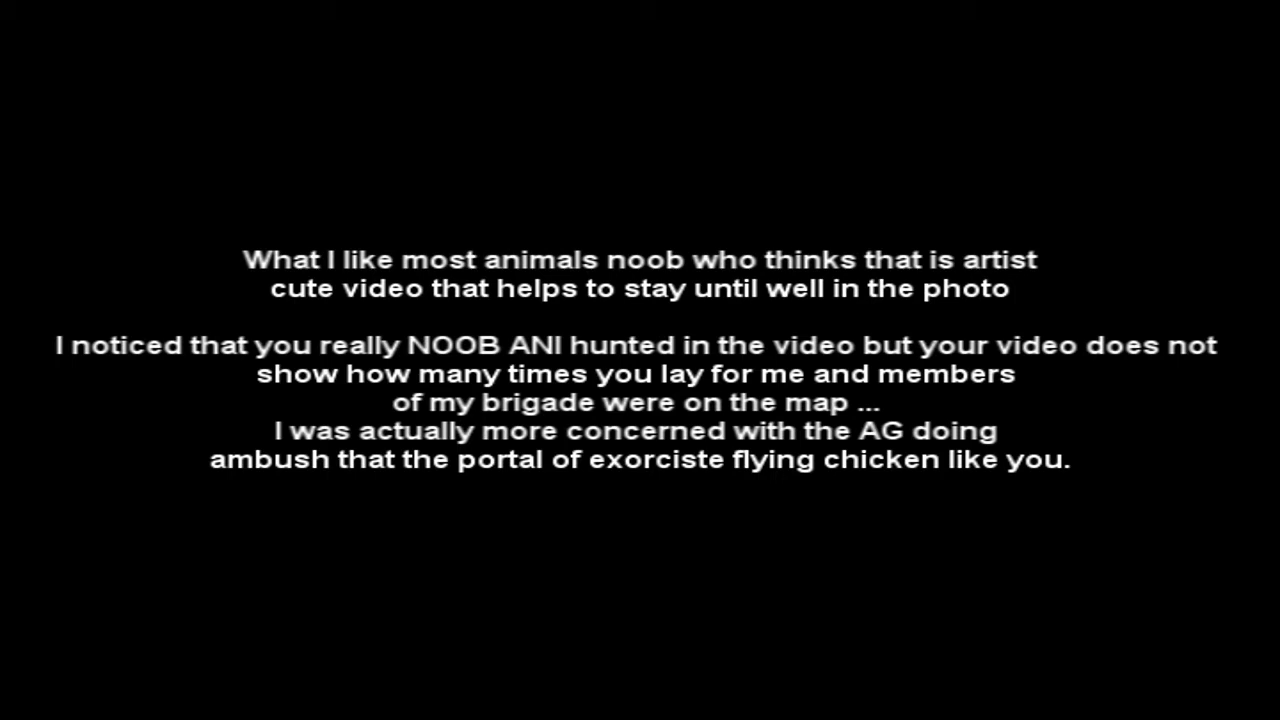 What I like most animals noob who thinks that is artist
cute video that helps to stay until well in the photo
I noticed that you really NOOB ANI hunted in the video but your video does not
show how many times you lay for me and members
of my brigade were on the map ...
I was actually more concerned with the AG doing
ambush that the portal of exorciste flying chicken like you.